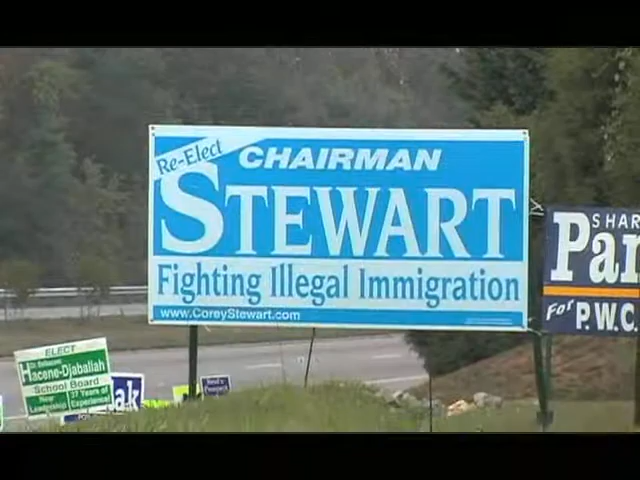 Re-Elect
CHAIRMAN
STEWART
Fighting Illegal Immigration
www.CoreyStewart.com
SHAR
Par
For P.W.C.
ELECT
Hacene-Djaballah
School Board
New Leadership
37 Years of Experience!
ak